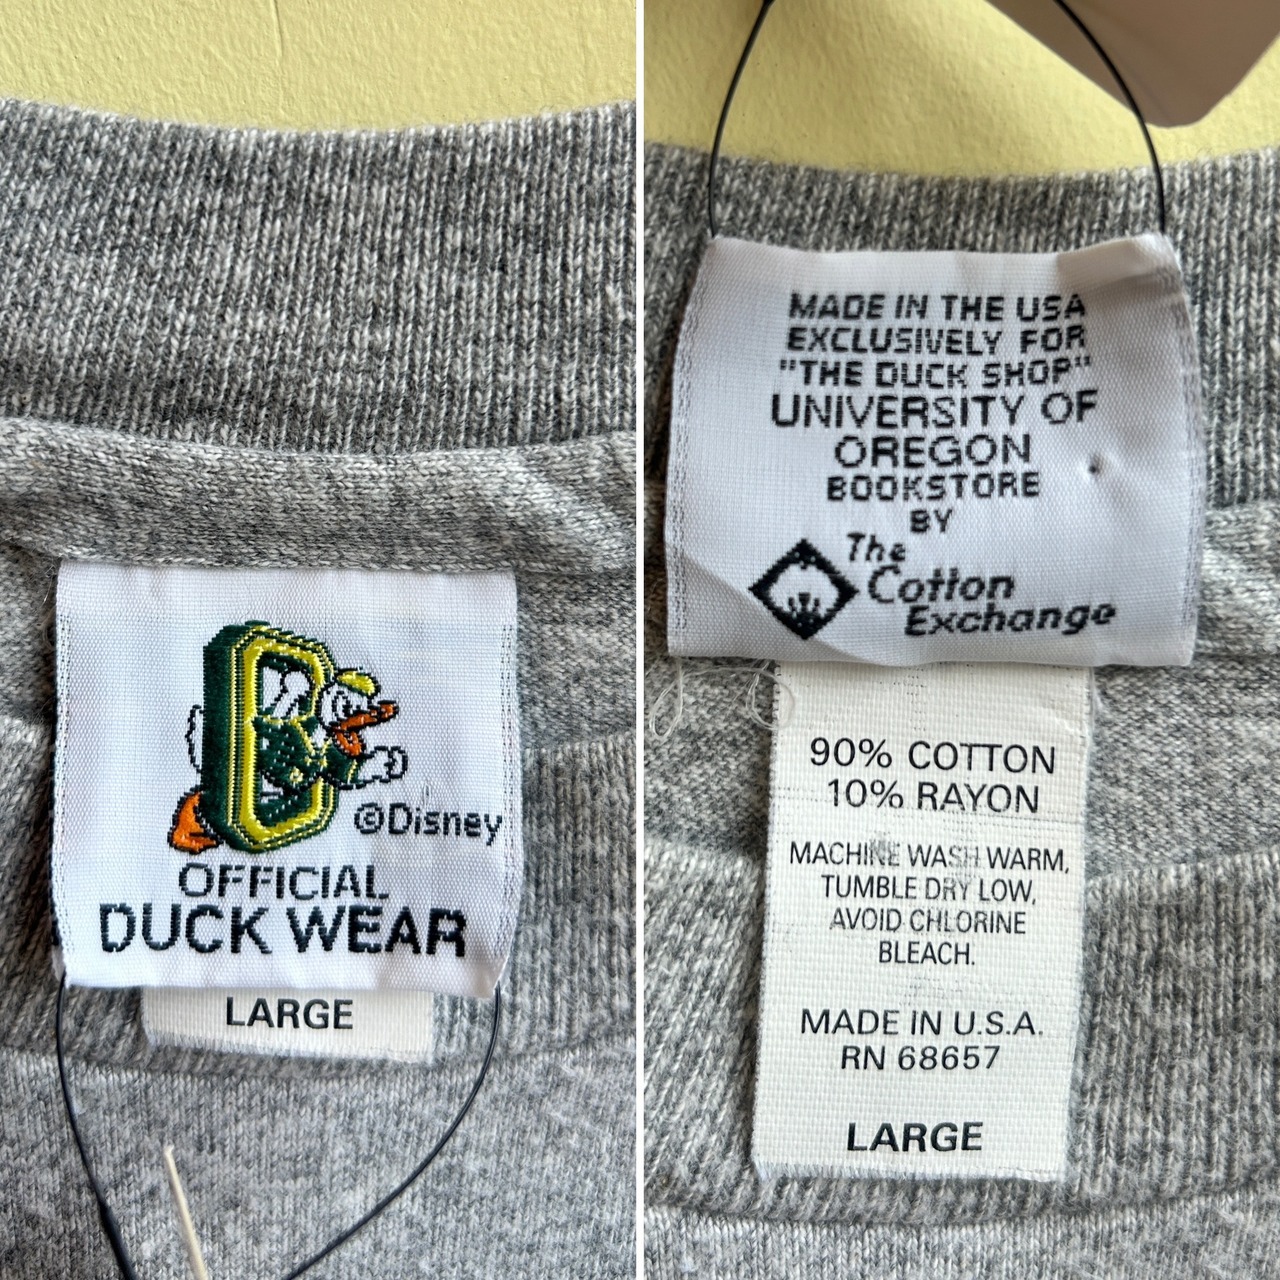 ©Disney
OFFICIAL
DUCK WEAR
LARGE
MADE IN THE USA
EXCLUSIVELY FOR
"THE DUCK SHOP"
UNIVERSITY OF
OREGON
BOOKSTORE
BY
The
Cotton
Exchange
90% COTTON
10% RAYON
MACHINE WASH WARM,
TUMBLE DRY LOW,
AVOID CHLORINE
BLEACH.
MADE IN U.S.A.
RN 68657
LARGE